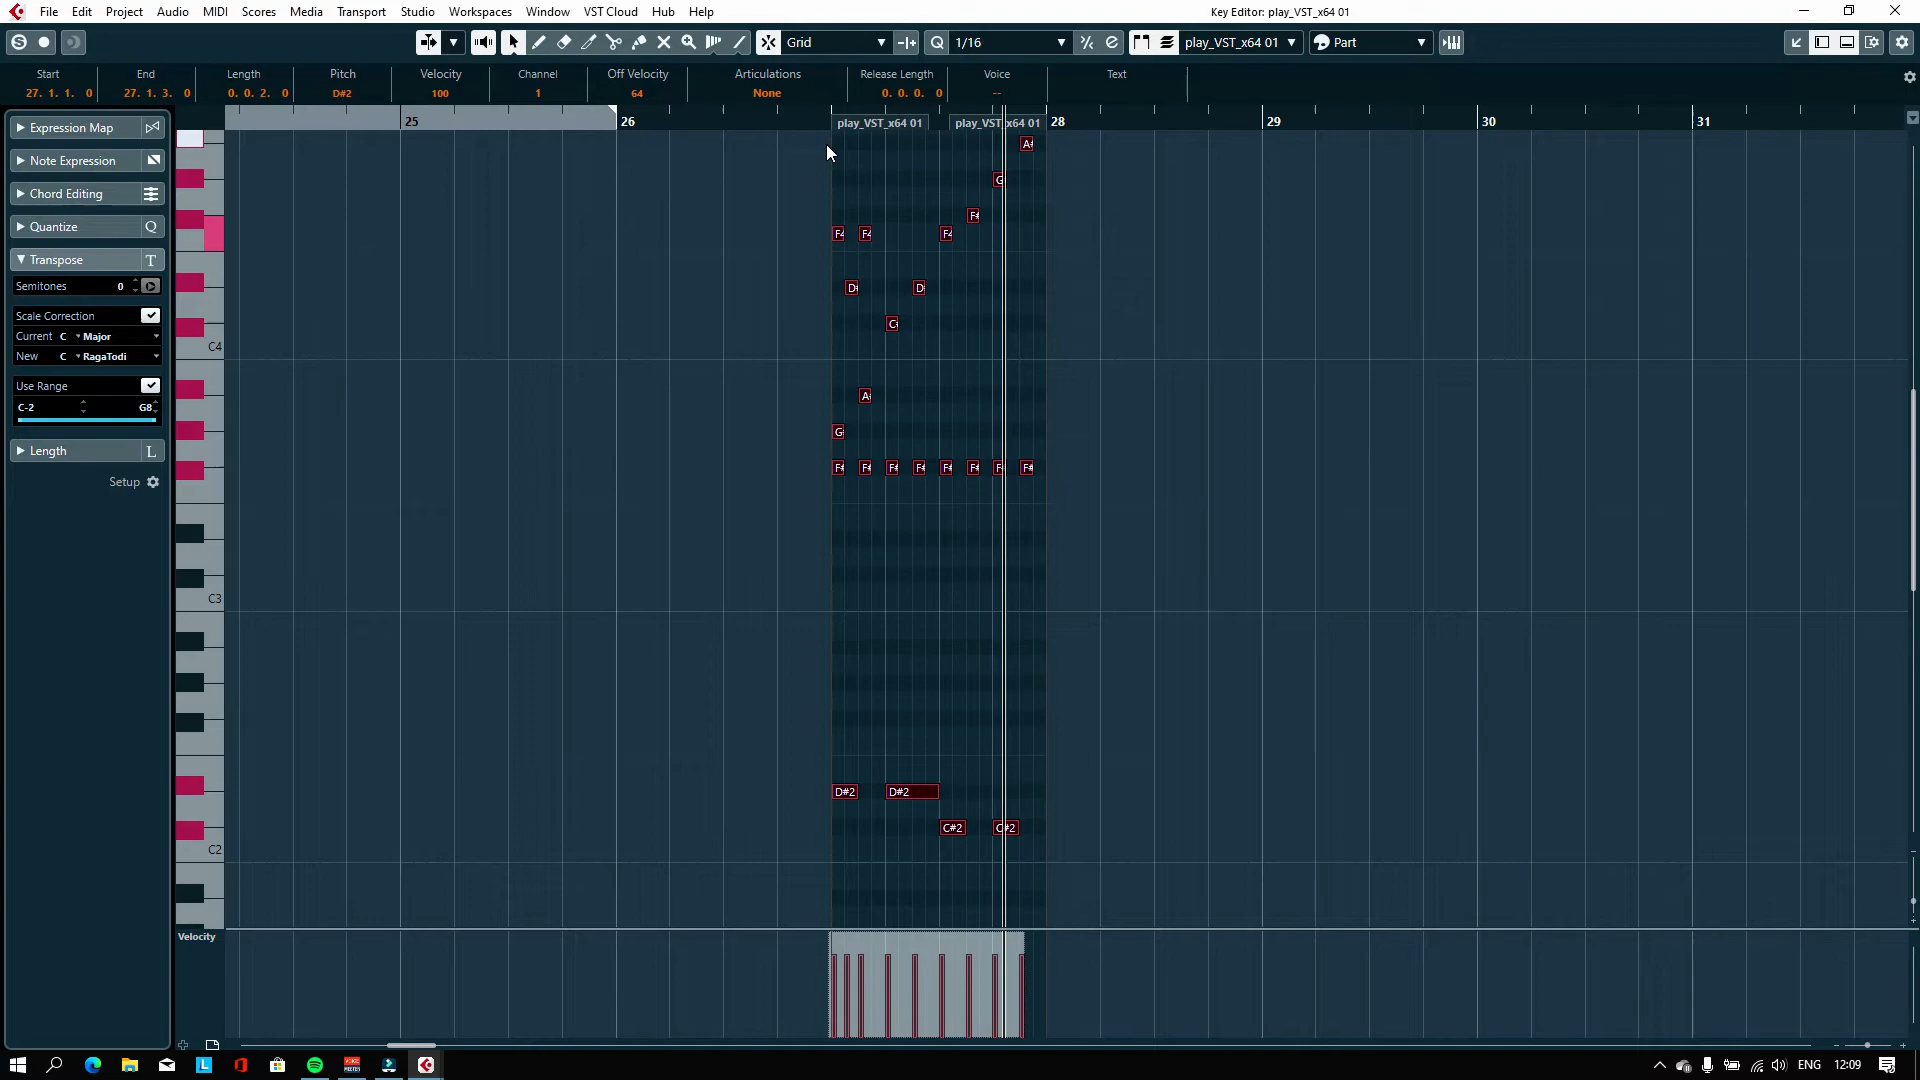 File Edit Project Audio MIDI Scores Media Transport Studio Workspaces Window VST Cloud Hub Help Key Editor: play_VST_x64 01
Grid Q 1/16 play_VST_x64 01 Part
Start End Length Pitch Velocity Channel Off Velocity Articulations Release Length Voice Text
27. 1. 1. 0 27. 1. 3. 0 0. 0. 2. 0 D#2 100 1 64 None 0. 0. 0. 0 --
25 26 28 29 30 31
play_VST_x64 01 play_VST_x64 01
Expression Map
Note Expression
Chord Editing
Quantize Q
Transpose T
Semitones 0
Scale Correction
Current C Major
New C RagaTodi
Use Range
C-2 G8
Length L
Setup
A#
G
F#
F4 F4 F4
D# D#
C#
C4
A#
G#
F# F# F# F# F# F# F# F#
C3
D#2 D#2
C#2 C#2
C2
Velocity
L ENG 12:09